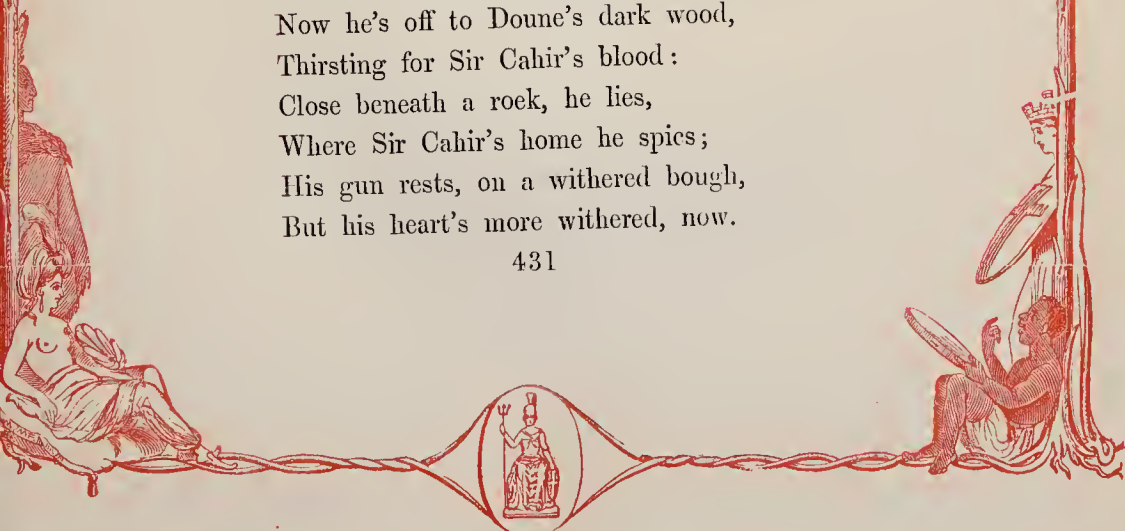 Now he's off to Doune's dark wood,
Thirsting for Sir Cahir's blood:
Close beneath a rock, he lies,
Where Sir Cahir's home he spies;
His gun rests, on a withered bough,
But his heart's more withered, now.
431